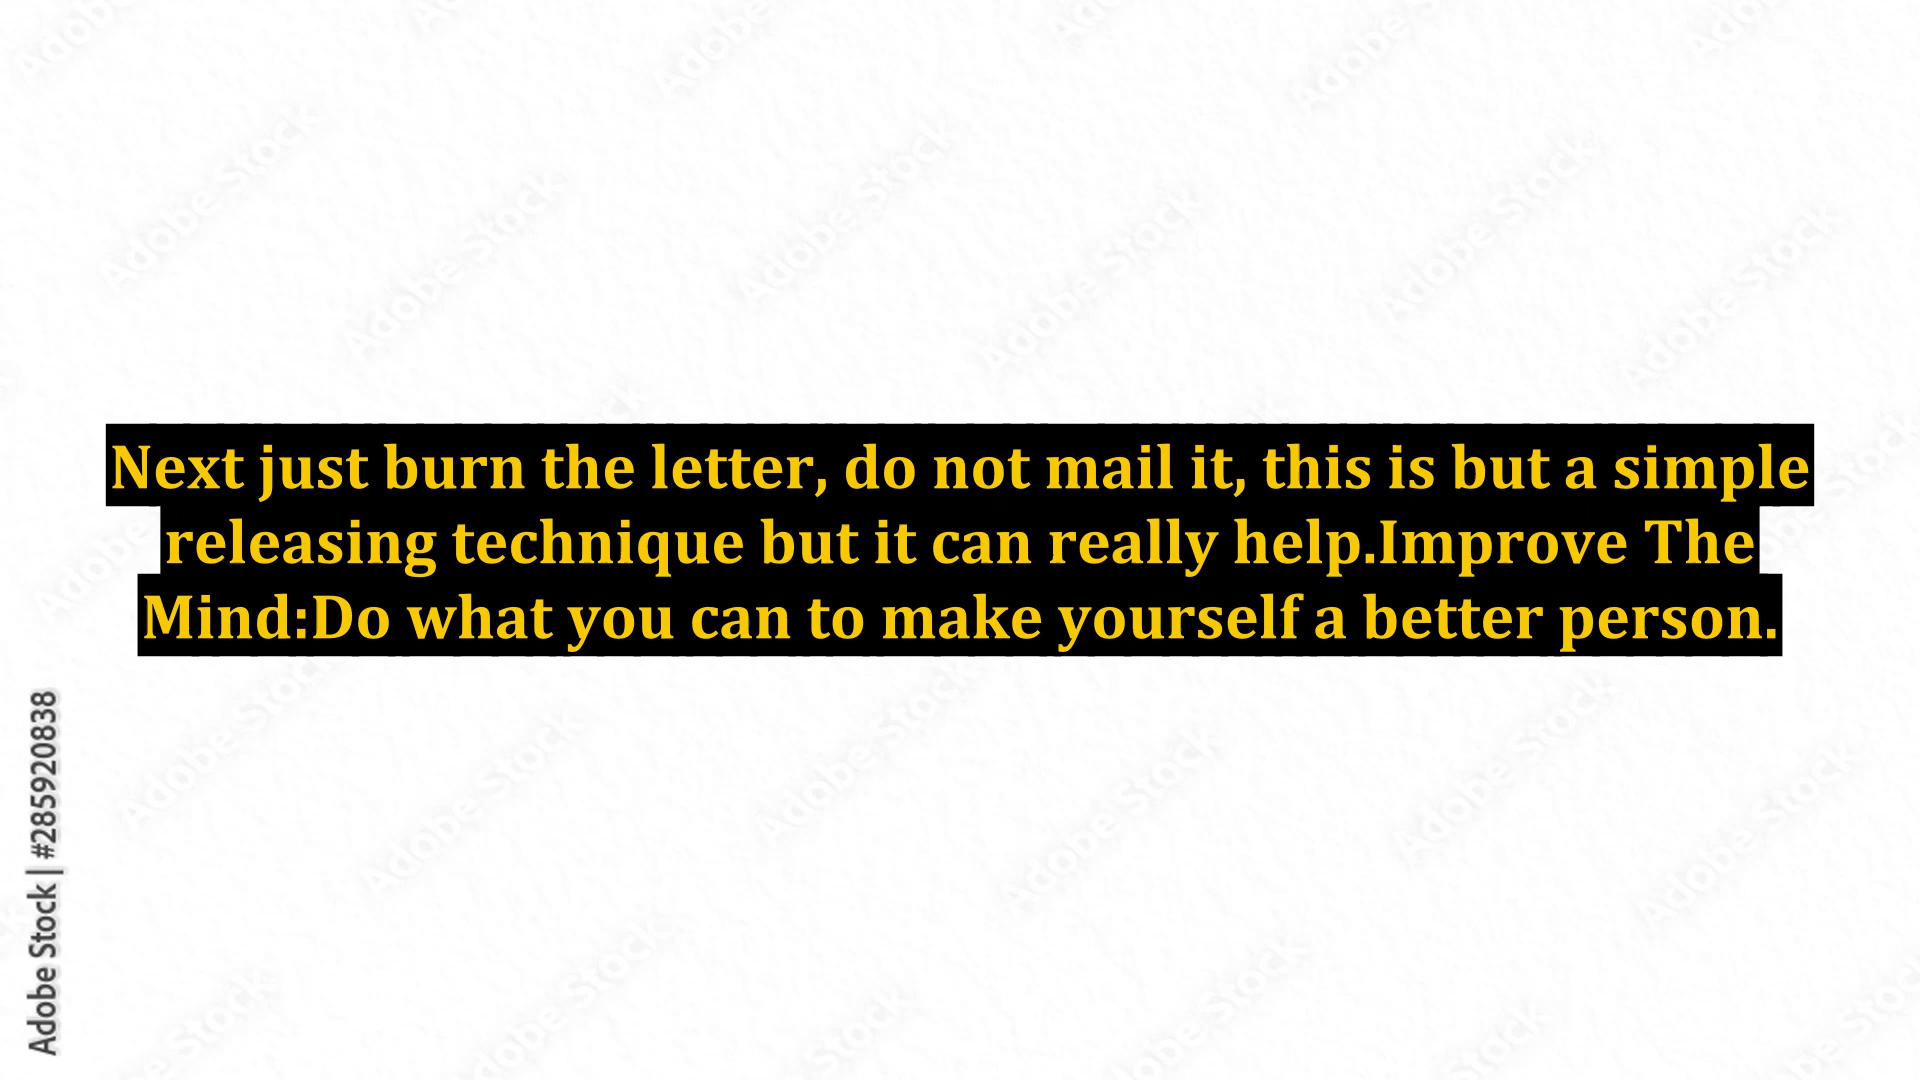 Next just burn the letter, do not mail it, this is but a simple
releasing technique but it can really help.Improve The
Mind:Do what you can to make yourself a better person.
Adobe Stock | #285920838